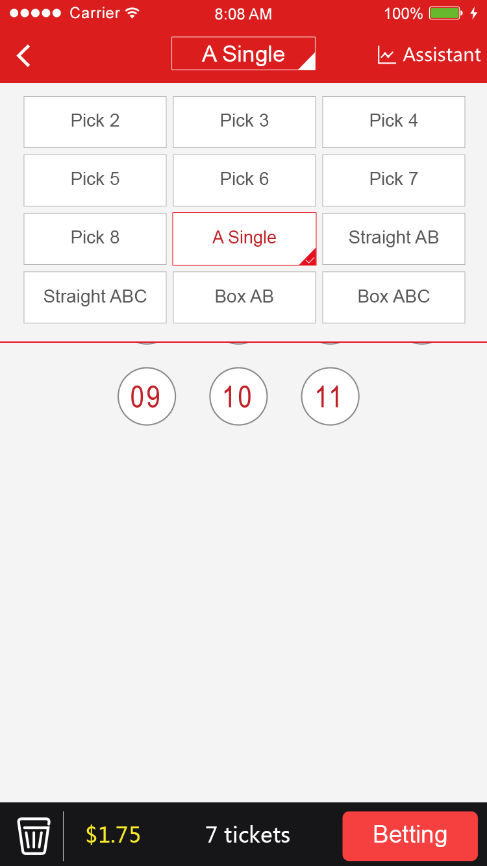 Carrier 8:08 AM 100%
A Single Assistant
Pick 2 Pick 3 Pick 4
Pick 5 Pick 6 Pick 7
Pick 8 A Single Straight AB
Straight ABC Box AB Box ABC
09 10 11
$1.75 7 tickets Betting